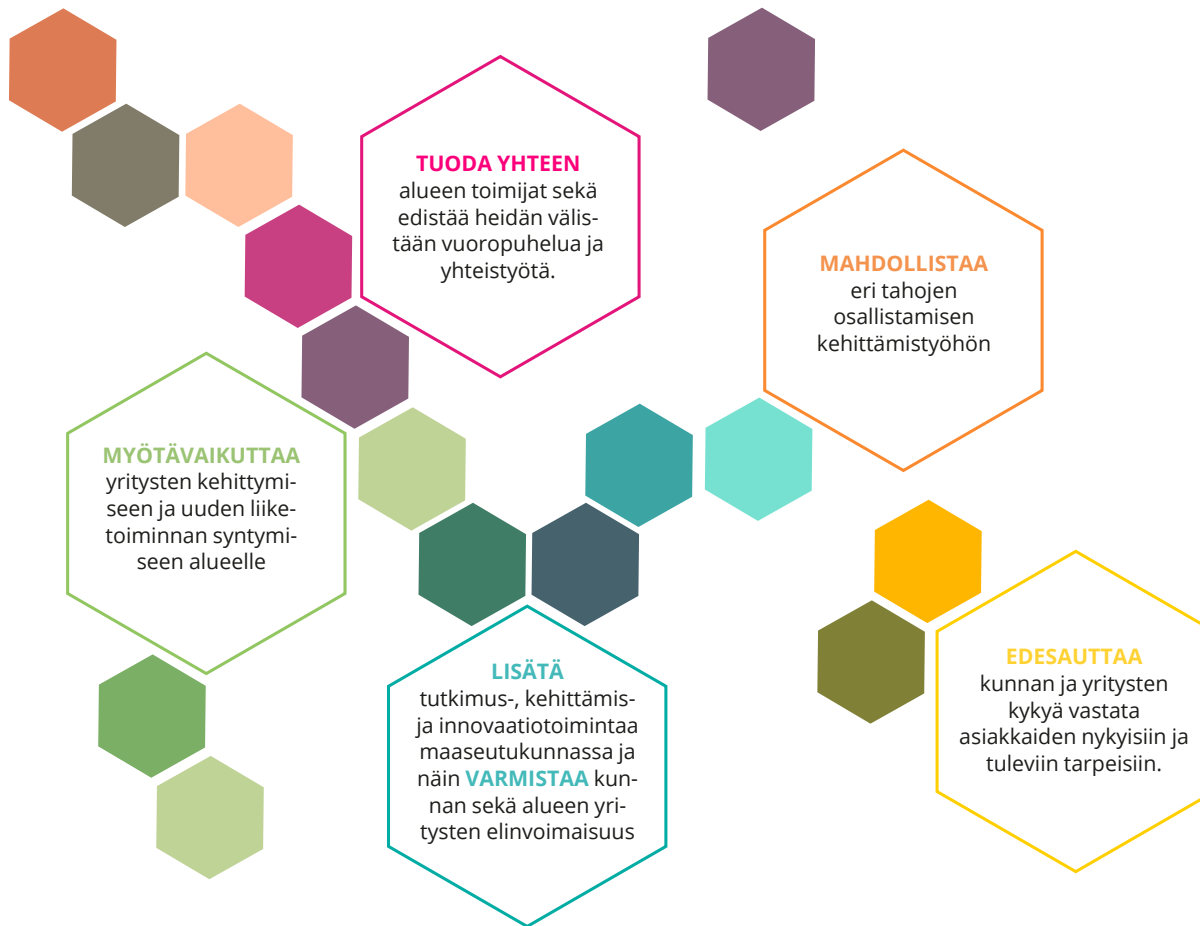 TUODA YHTEEN
alueen toimijat sekä
edistää heidän välis-
tään vuoropuhelua ja
yhteistyötä.
MAHDOLLISTAA
eri tahojen
osallistamisen
kehittämistyöhön
MYÖTÄVAIKUTTAA
yritysten kehittymi-
seen ja uuden liike-
toiminnan syntymi-
seen alueelle
LISÄTÄ
tutkimus-, kehittämis-
ja innovaatiotoimintaa
maaseutukunnassa ja
näin VARMISTAA kun-
nan sekä alueen yri-
tysten elinvoimaisuus
EDESAUTTAA
kunnan ja yritysten
kykyä vastata
asiakkaiden nykyisiin ja
tuleviin tarpeisiin.